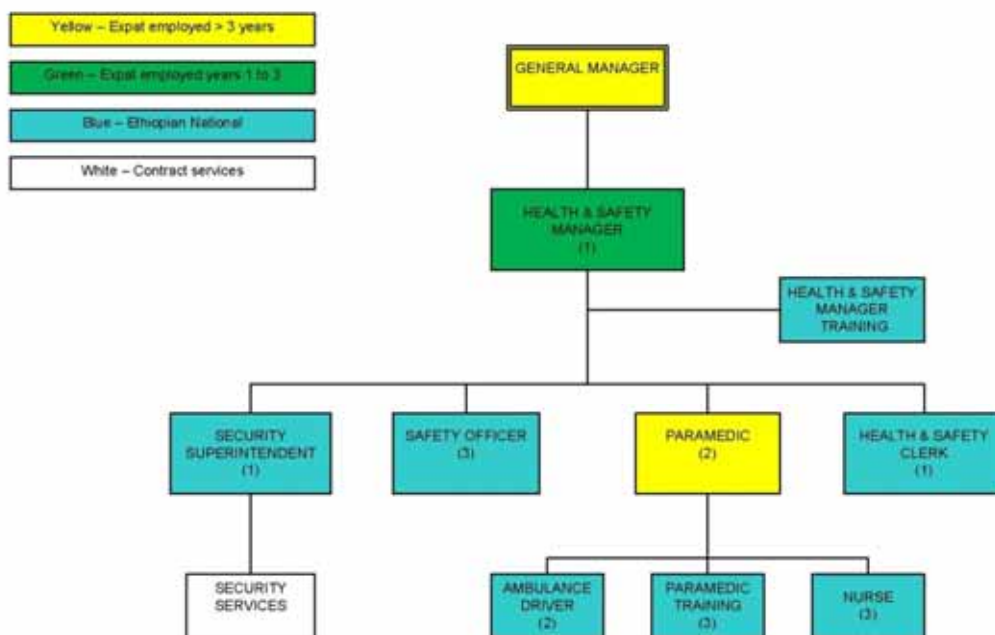 Yellow – Expat employed > 3 years
Green – Expat employed years 1 to 3
Blue – Ethiopian National
White – Contract services
GENERAL MANAGER
HEALTH & SAFETY
MANAGER
(1)
HEALTH & SAFETY
MANAGER
TRAINING
SECURITY
SUPERINTENDENT
(1)
SAFETY OFFICER
(3)
PARAMEDIC
(2)
HEALTH & SAFETY
CLERK
(1)
SECURITY
SERVICES
AMBULANCE
DRIVER
(2)
PARAMEDIC
TRAINING
(3)
NURSE
(3)